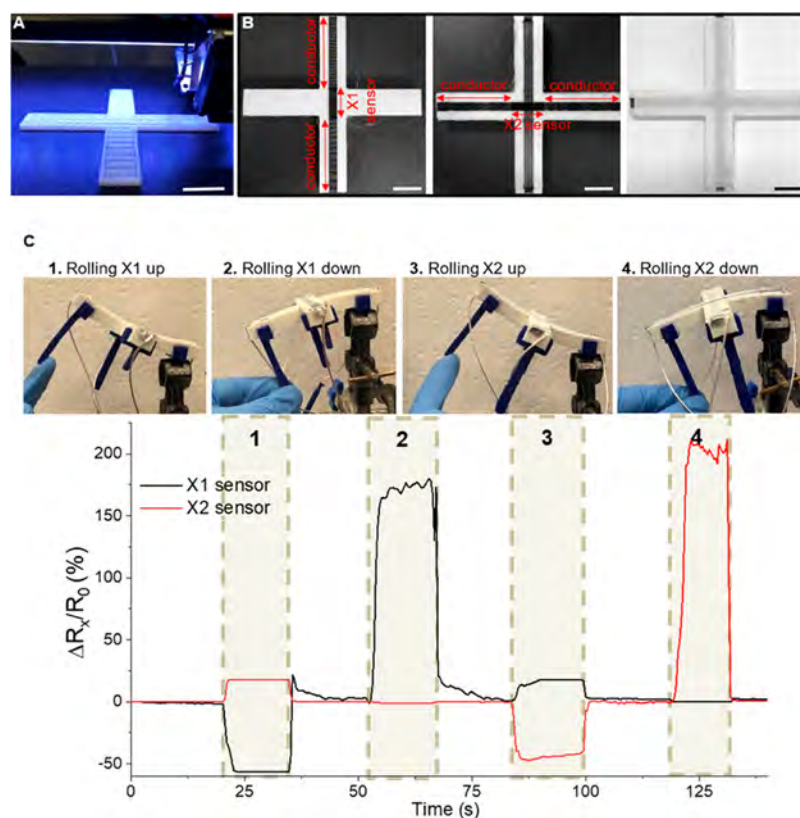 A
B
conductor
X1
sensor
conductor
conductor
conductor
X2 sensor
C
1. Rolling X1 up
2. Rolling X1 down
3. Rolling X2 up
4. Rolling X2 down
1
2
3
4
X1 sensor
X2 sensor
200
150
100
50
0
-50
ΔRₓ/R₀ (%)
0
25
50
75
100
125
Time (s)